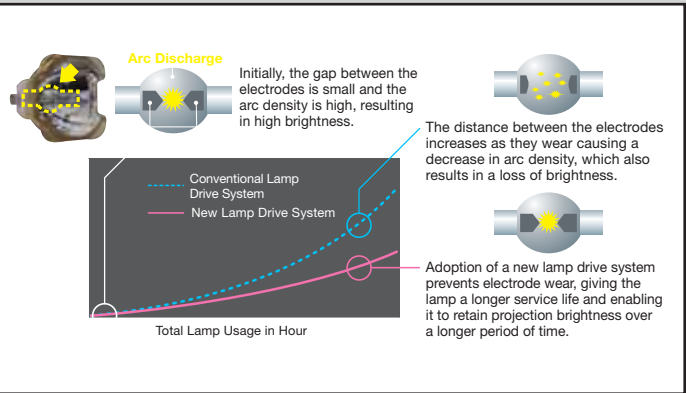 Arc Discharge
Initially, the gap between the
electrodes is small and the
arc density is high, resulting
in high brightness.
The distance between the electrodes
increases as they wear causing a
decrease in arc density, which also
results in a loss of brightness.
Conventional Lamp
Drive System
New Lamp Drive System
Adoption of a new lamp drive system
prevents electrode wear, giving the
lamp a longer service life and enabling
it to retain projection brightness over
a longer period of time.
Total Lamp Usage in Hour